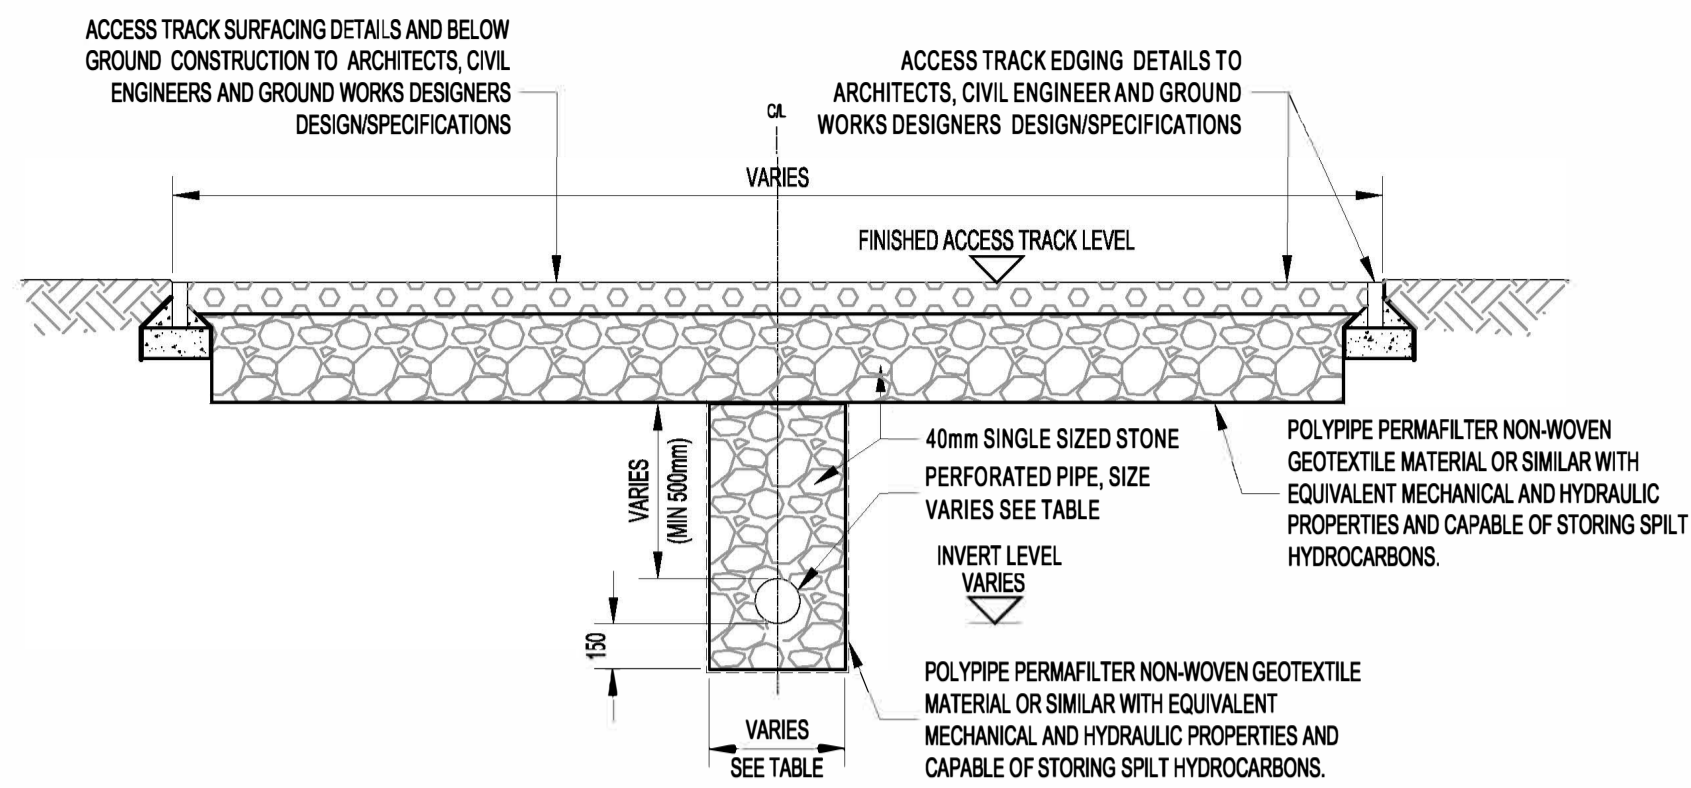 ACCESS TRACK SURFACING DETAILS AND BELOW
GROUND CONSTRUCTION TO ARCHITECTS, CIVIL
ENGINEERS AND GROUND WORKS DESIGNERS
DESIGN/SPECIFICATIONS
C/L
ACCESS TRACK EDGING DETAILS TO
ARCHITECTS, CIVIL ENGINEER AND GROUND
WORKS DESIGNERS DESIGN/SPECIFICATIONS
VARIES
FINISHED ACCESS TRACK LEVEL
VARIES
(MIN 500mm)
150
40mm SINGLE SIZED STONE
PERFORATED PIPE, SIZE
VARIES SEE TABLE
INVERT LEVEL
VARIES
POLYPIPE PERMAFILTER NON-WOVEN
GEOTEXTILE MATERIAL OR SIMILAR WITH
EQUIVALENT MECHANICAL AND HYDRAULIC
PROPERTIES AND CAPABLE OF STORING SPILT
HYDROCARBONS.
POLYPIPE PERMAFILTER NON-WOVEN GEOTEXTILE
MATERIAL OR SIMILAR WITH EQUIVALENT
MECHANICAL AND HYDRAULIC PROPERTIES AND
CAPABLE OF STORING SPILT HYDROCARBONS.
VARIES
SEE TABLE